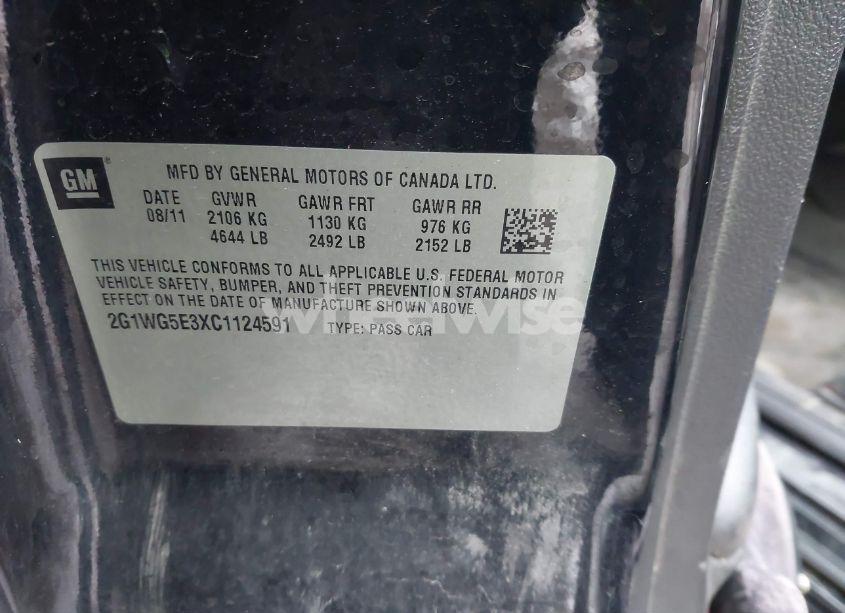 GM
MFD BY GENERAL MOTORS OF CANADA LTD.
DATE GVWR GAWR FRT GAWR RR
08/11 2106 KG 1130 KG 976 KG
4644 LB 2492 LB 2152 LB
THIS VEHICLE CONFORMS TO ALL APPLICABLE U.S. FEDERAL MOTOR
VEHICLE SAFETY, BUMPER, AND THEFT PREVENTION STANDARDS IN
EFFECT ON THE DATE OF MANUFACTURE SHOWN ABOVE.
2G1WG5E3XC1124591 TYPE: PASS CAR